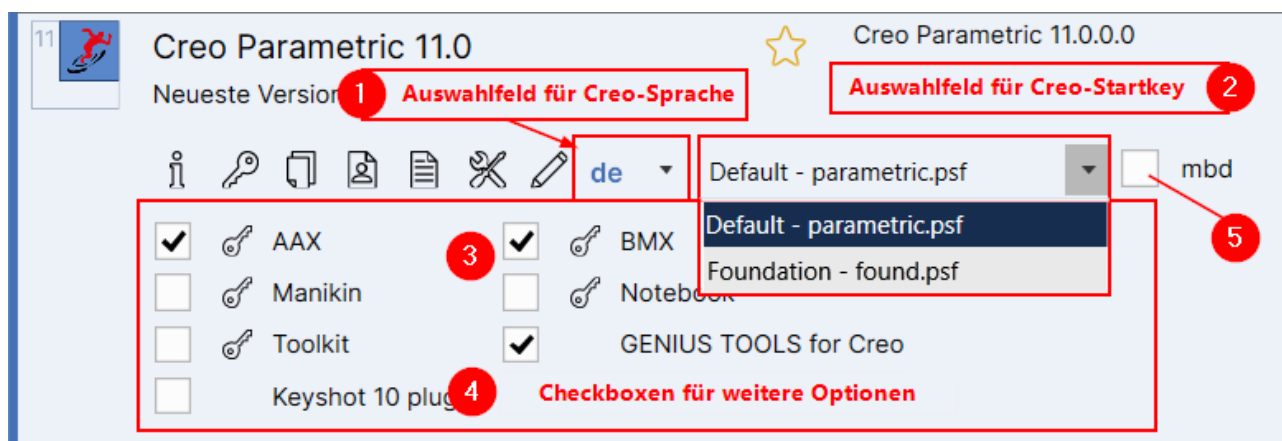 11
Creo Parametric 11.0
Creo Parametric 11.0.0.0
Neueste Version
1
Auswahlfeld für Creo-Sprache
Auswahlfeld für Creo-Startkey
2
de
Default - parametric.psf
mbd
Default - parametric.psf
Foundation - found.psf
5
AAX
3
BMX
Manikin
Notebook
Toolkit
GENIUS TOOLS for Creo
Keyshot 10 plug
4
Checkboxen für weitere Optionen